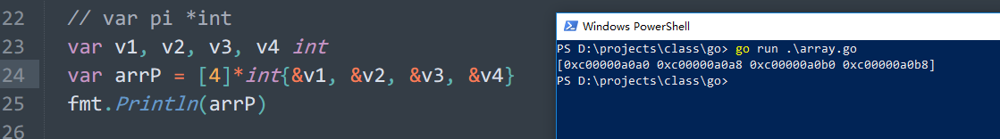 22 // var pi *int
23 var v1, v2, v3, v4 int
24 var arrP = [4]*int{&v1, &v2, &v3, &v4}
25 fmt.Println(arrP)
26
Windows PowerShell
PS D:\projects\class\go> go run .\array.go
[0xc00000a0a0 0xc00000a0a8 0xc00000a0b0 0xc00000a0b8]
PS D:\projects\class\go>